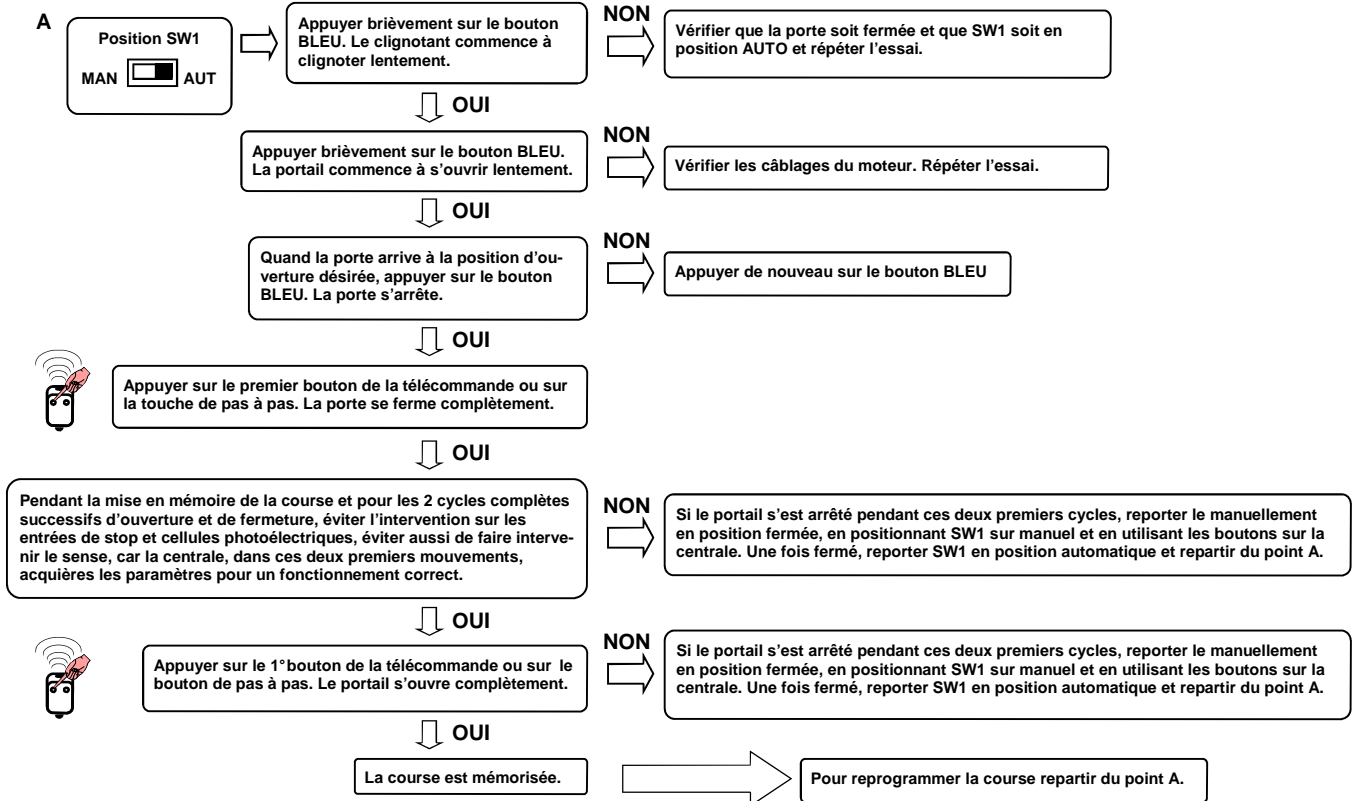 A
Position SW1
MAN AUT
Appuyer brièvement sur le bouton
BLEU. Le clignotant commence à
clignoter lentement.
NON
Vérifier que la porte soit fermée et que SW1 soit en
position AUTO et répéter l'essai.
OUI
Appuyer brièvement sur le bouton BLEU.
La portail commence à s'ouvrir lentement.
NON
Vérifier les câblages du moteur. Répéter l'essai.
OUI
Quand la porte arrive à la position d'ou-
verture désirée, appuyer sur le bouton
BLEU. La porte s'arrête.
NON
Appuyer de nouveau sur le bouton BLEU
OUI
Appuyer sur le premier bouton de la télécommande ou sur
la touche de pas à pas. La porte se ferme complètement.
OUI
Pendant la mise en mémoire de la course et pour les 2 cycles complètes
successifs d'ouverture et de fermeture, éviter l'intervention sur les
entrées de stop et cellules photoélectriques, éviter aussi de faire interve-
nir le sense, car la centrale, dans ces deux premiers mouvements,
acquières les paramètres pour un fonctionnement correct.
NON
Si le portail s'est arrêté pendant ces deux premiers cycles, reporter le manuellement
en position fermée, en positionnant SW1 sur manuel et en utilisant les boutons sur la
centrale. Une fois fermé, reporter SW1 en position automatique et repartir du point A.
OUI
Appuyer sur le 1° bouton de la télécommande ou sur le
bouton de pas à pas. Le portail s'ouvre complètement.
NON
Si le portail s'est arrêté pendant ces deux premiers cycles, reporter le manuellement
en position fermée, en positionnant SW1 sur manuel et en utilisant les boutons sur la
centrale. Une fois fermé, reporter SW1 en position automatique et repartir du point A.
OUI
La course est mémorisée.
Pour reprogrammer la course repartir du point A.